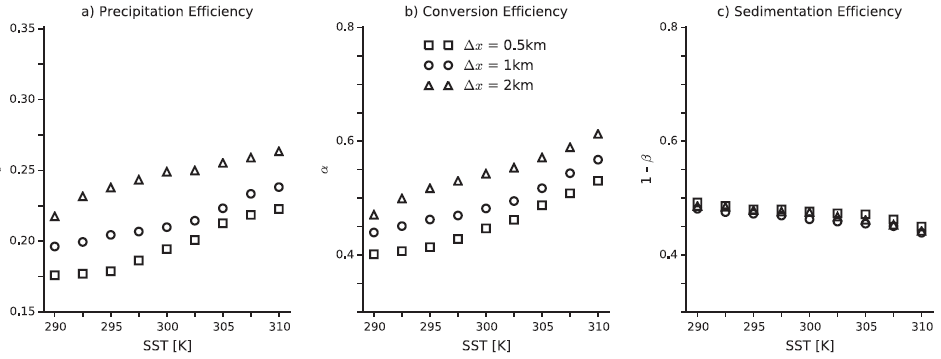 a) Precipitation Efficiency
0.35
0.30
0.25
0.20
0.15
290 295 300 305 310
SST [K]
b) Conversion Efficiency
Δx = 0.5km
Δx = 1km
Δx = 2km
0.8
0.6
0.4
α
290 295 300 305 310
SST [K]
c) Sedimentation Efficiency
0.8
0.6
0.4
1 - β
290 295 300 305 310
SST [K]